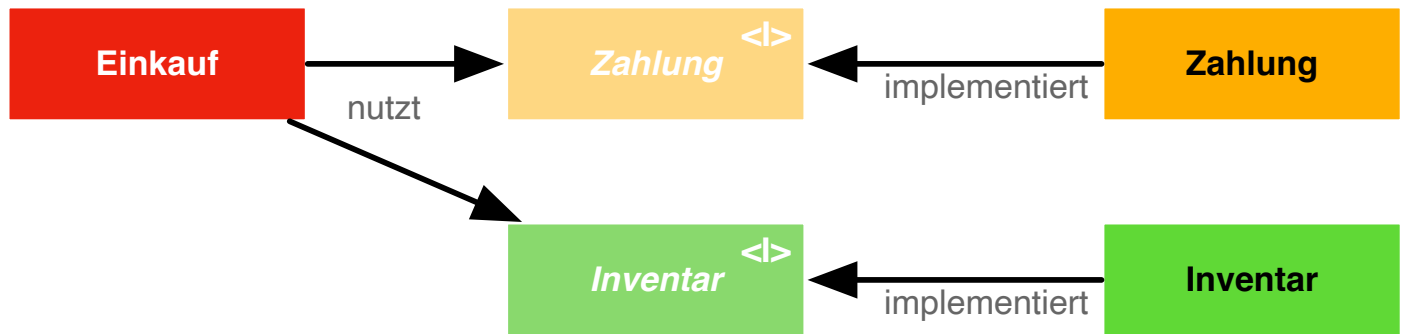 Einkauf
<I>
Zahlung
Zahlung
nutzt
implementiert
<I>
Inventar
Inventar
implementiert